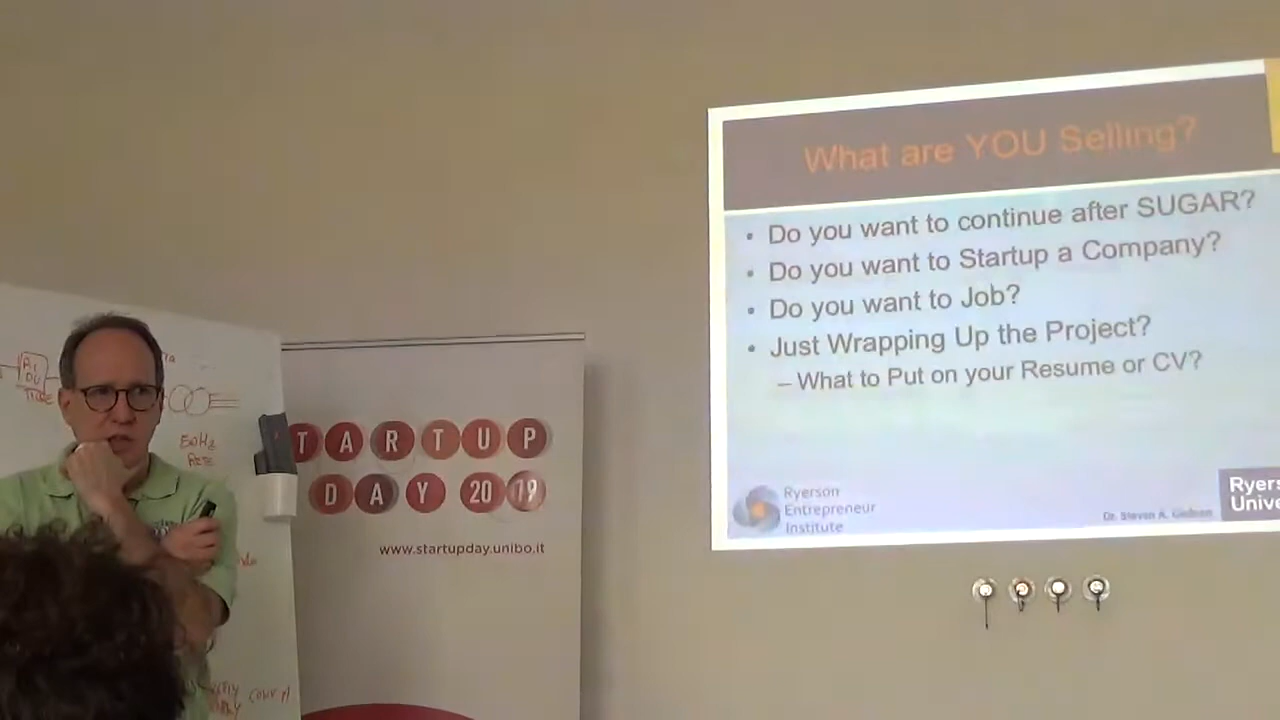 What are YOU Selling?
• Do you want to continue after SUGAR?
• Do you want to Startup a Company?
• Do you want to Job?
• Just Wrapping Up the Project?
– What to Put on your Resume or CV?
Ryerson
Entrepreneur
Institute
Dr. Steven A.
Ryers
Unive
TARTUP
DAY 2019
www.startupday.unibo.it
50Hz